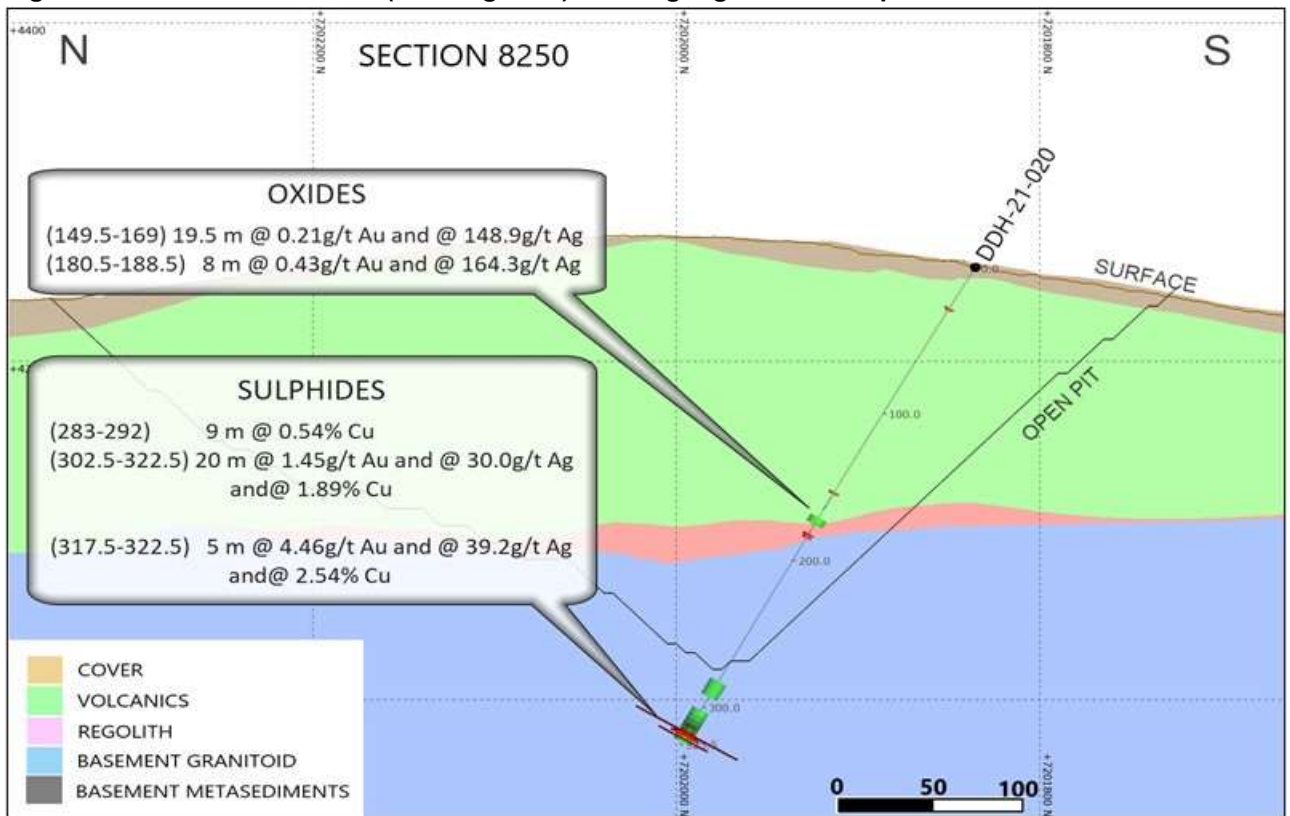 +4400
N
SECTION 8250
S
+7202200 N
+7202000 N
+7201800 N
OXIDES
(149.5-169) 19.5 m @ 0.21g/t Au and @ 148.9g/t Ag
(180.5-188.5) 8 m @ 0.43g/t Au and @ 164.3g/t Ag
DDH-21-020
0.0
SURFACE
SULPHIDES
(283-292) 9 m @ 0.54% Cu
(302.5-322.5) 20 m @ 1.45g/t Au and @ 30.0g/t Ag
and@ 1.89% Cu
(317.5-322.5) 5 m @ 4.46g/t Au and @ 39.2g/t Ag
and@ 2.54% Cu
100.0
OPEN PIT
200.0
300.0
COVER
VOLCANICS
REGOLITH
BASEMENT GRANITOID
BASEMENT METASEDIMENTS
+7202000 N
+7201800 N
0 50 100